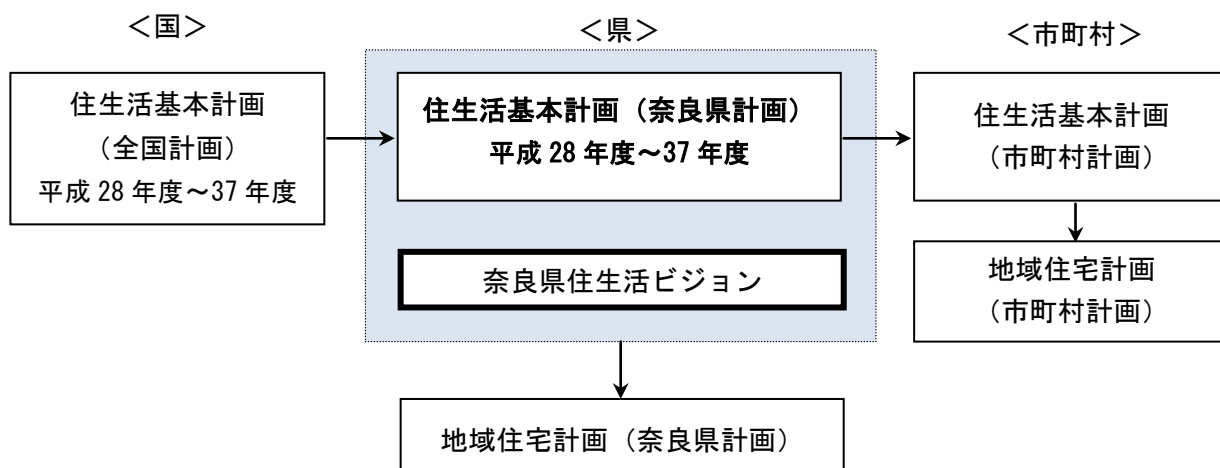 ＜国＞
＜県＞
＜市町村＞
住生活基本計画
（全国計画）
平成 28 年度～37 年度
住生活基本計画（奈良県計画）
平成 28 年度～37 年度
奈良県住生活ビジョン
地域住宅計画（奈良県計画）
住生活基本計画
（市町村計画）
地域住宅計画
（市町村計画）